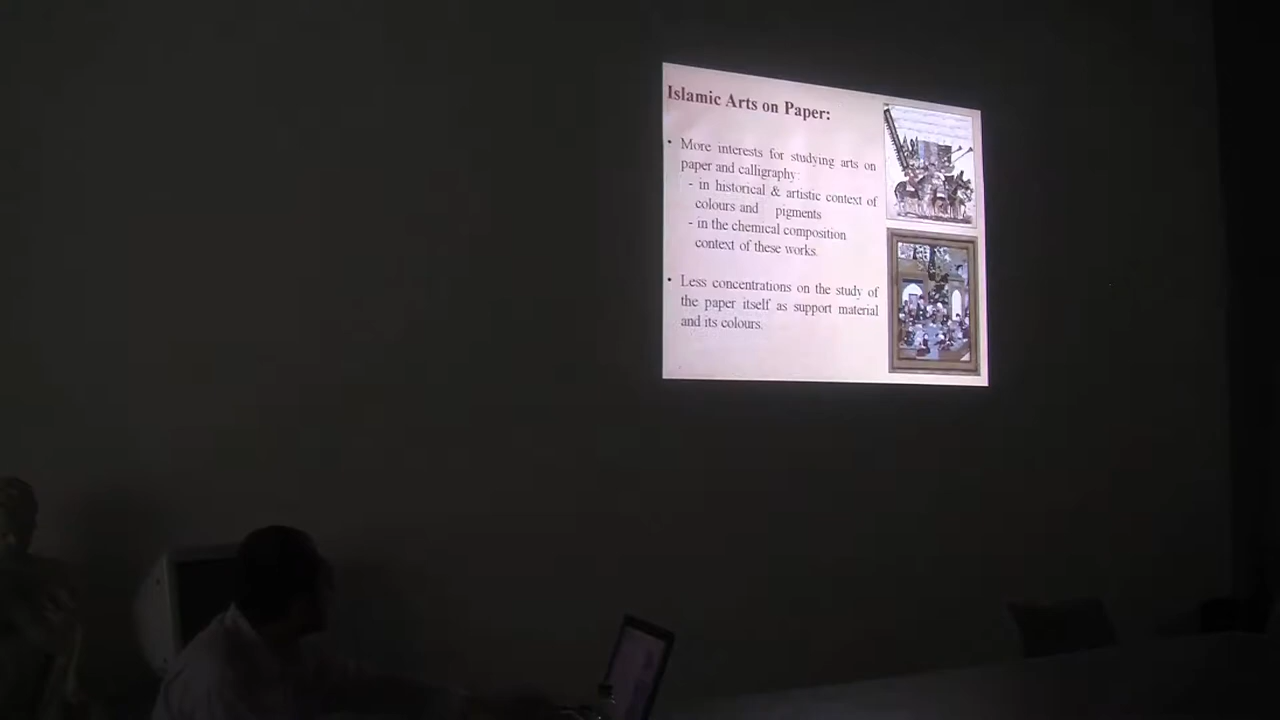 Islamic Arts on Paper:
• More interests for studying arts on
paper and calligraphy:
- in historical & artistic context of
colours and pigments
- in the chemical composition
context of these works.
• Less concentrations on the study of
the paper itself as support material
and its colours.